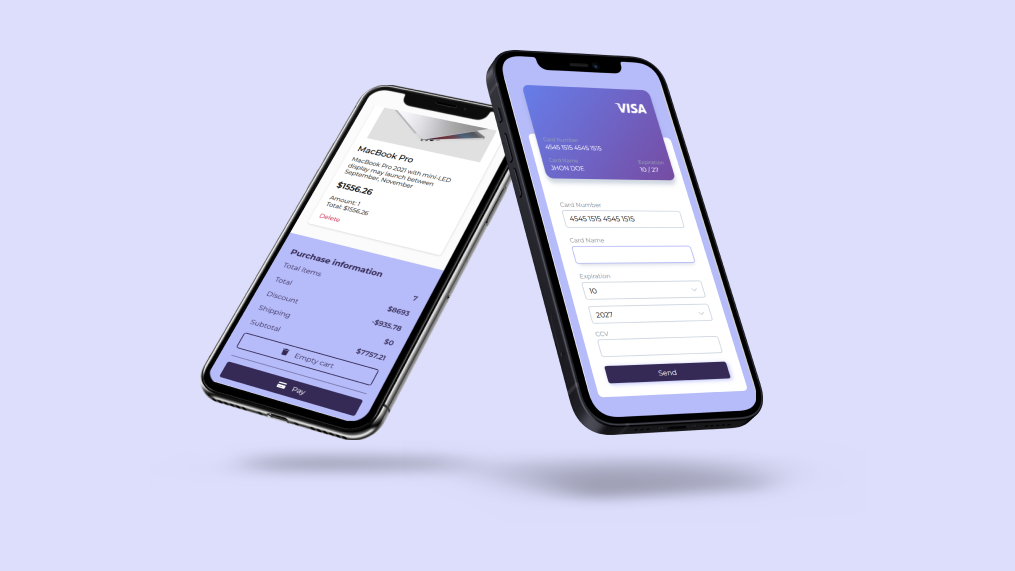 MacBook Pro
MacBook Pro 2021 with mini-LED
display may launch between
September, November
$1556.26
Amount: 1
Total: $1556.26
Delete
Purchase information
Total items 7
Total $8693
Discount -$935.78
Shipping $0
Subtotal $7757.21
Empty cart
Pay
VISA
Card Number
4545 1515 4545 1515
Card Name
JHON DOE
Expiration
10 / 27
Card Number
4545 1515 4545 1515
Card Name
Expiration
10
2027
CCV
Send